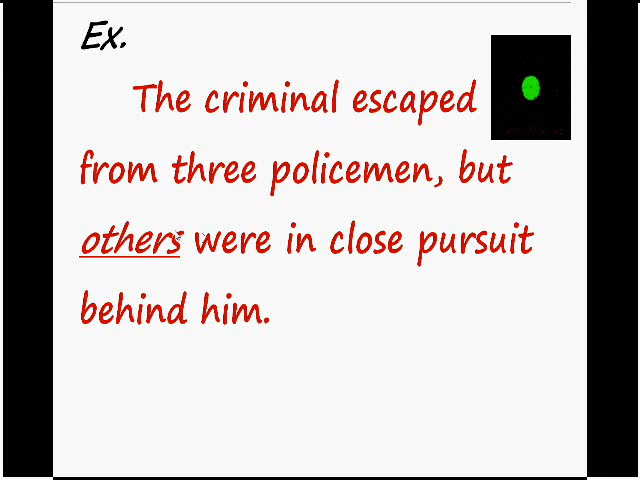 Ex.
The criminal escaped
from three policemen, but
others were in close pursuit
behind him.